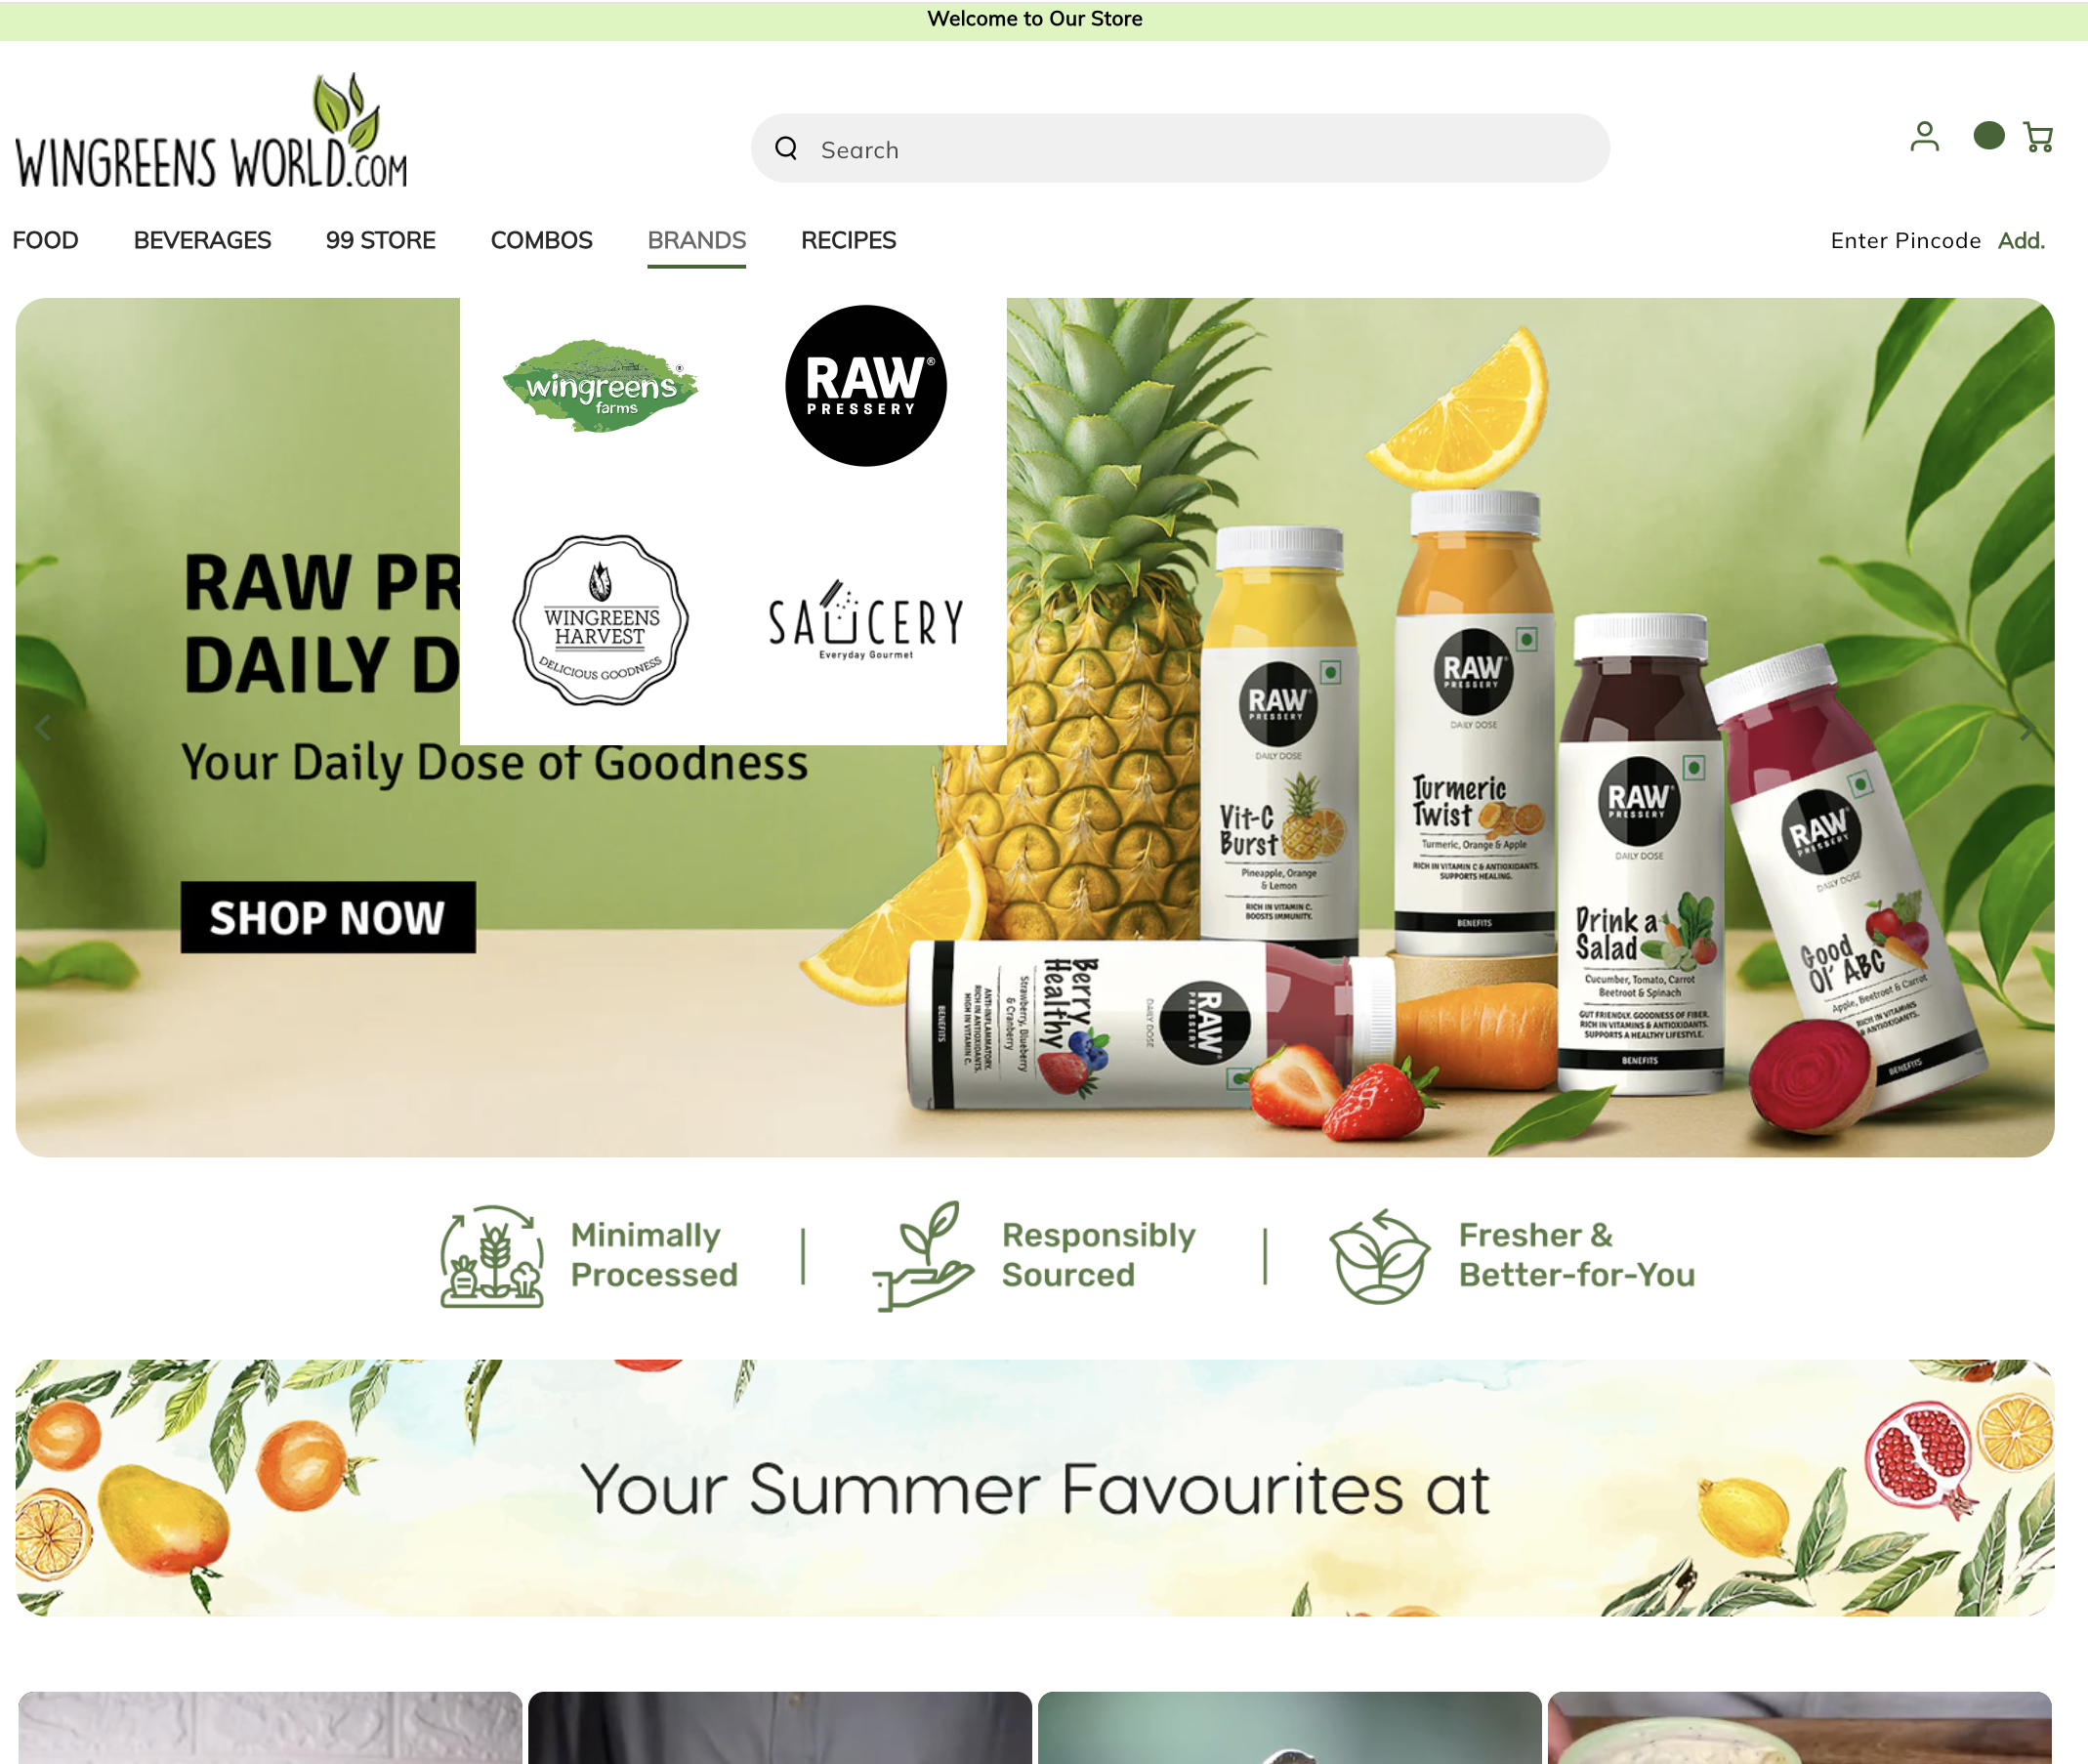 Welcome to Our Store
WINGREENS WORLD.COM
Search
FOOD
BEVERAGES
99 STORE
COMBOS
BRANDS
RECIPES
Enter Pincode Add.
wingreens®
farms
RAW®
PRESSERY
WINGREENS
HARVEST
DELICIOUS GOODNESS
SAUCERY
Everyday Gourmet
RAW PR
DAILY D
Your Daily Dose of Goodness
SHOP NOW
RAW
PRESSERY
DAILY DOSE
Vit-C
Burst
Pineapple, Orange
& Lemon
RICH IN VITAMIN C.
BOOSTS IMMUNITY.
RAW
PRESSERY
DAILY DOSE
Turmeric
Twist
Turmeric, Orange & Apple
RICH IN VITAMIN C & ANTIOXIDANTS.
SUPPORTS HEALING.
BENEFITS
RAW
PRESSERY
DAILY DOSE
Drink a
Salad
Cucumber, Tomato, Carrot
Beetroot & Spinach
GUT FRIENDLY. GOODNESS OF FIBER.
RICH IN VITAMINS & ANTIOXIDANTS.
SUPPORTS A HEALTHY LIFESTYLE.
BENEFITS
RAW
PRESSERY
DAILY DOSE
Good
Ol' ABC
Apple, Beetroot & Carrot
RICH IN VITAMINS
& ANTIOXIDANTS.
BENEFITS
RAW
PRESSERY
DAILY DOSE
Berry
Healthy
Strawberry, Blueberry
& Cranberry
ANTI-INFLAMMATORY.
RICH IN ANTIOXIDANTS.
HIGH IN VITAMIN C.
BENEFITS
Minimally
Processed
Responsibly
Sourced
Fresher &
Better-for-You
Your Summer Favourites at